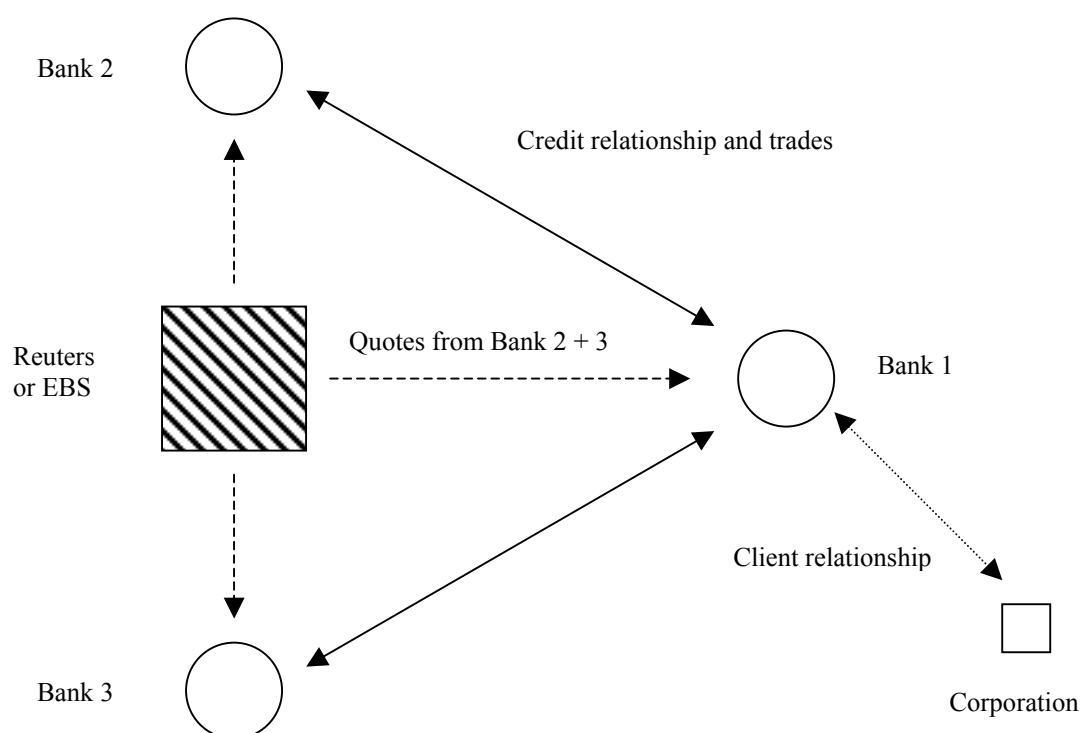 Bank 2
Credit relationship and trades
Quotes from Bank 2 + 3
Reuters
or EBS
Bank 1
Client relationship
Bank 3
Corporation